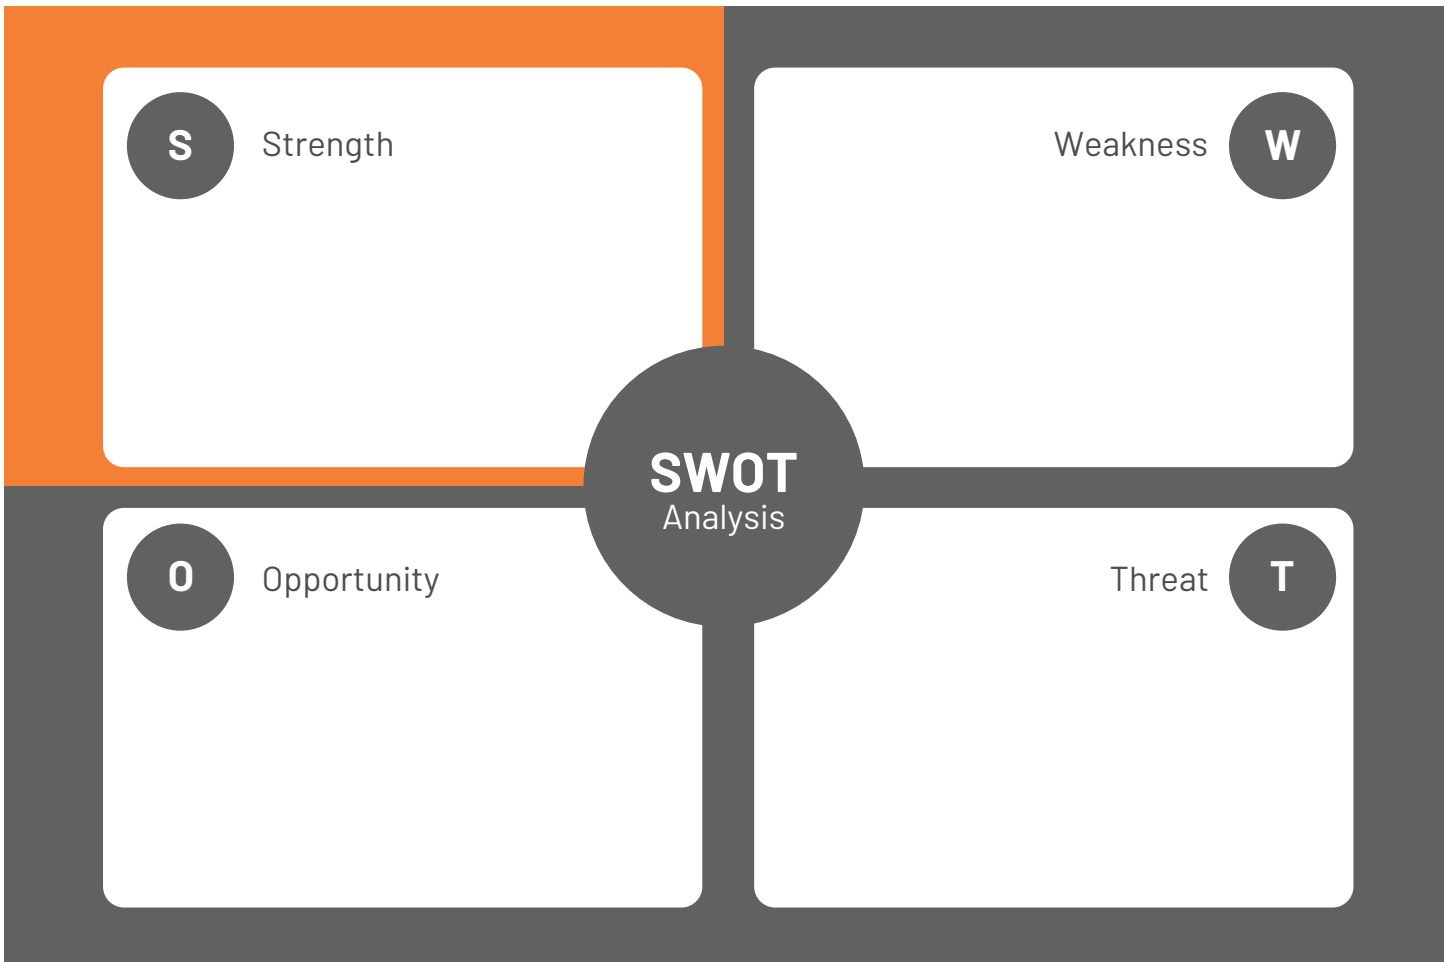 S
Strength
Weakness
W
SWOT
Analysis
O
Opportunity
Threat
T